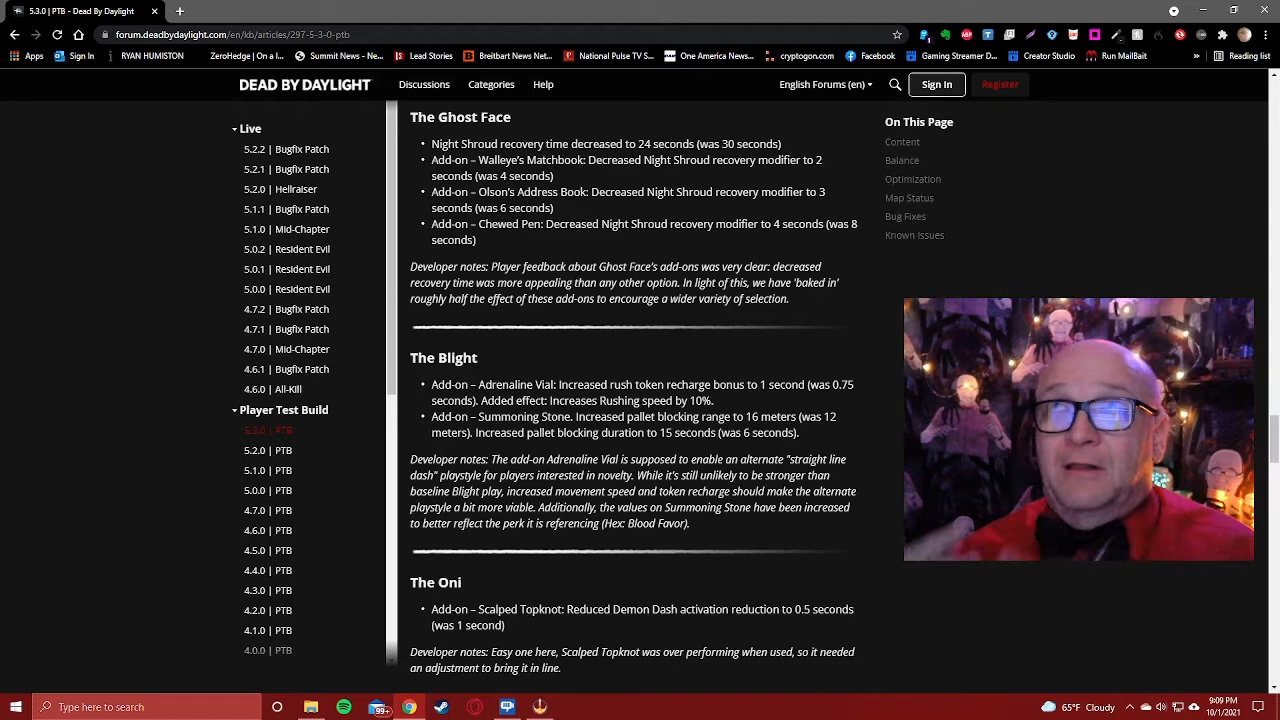 5.3.0 | PTB - Dead By Daylight
forum.deadbydaylight.com/en/kb/articles/297-5-3-0-ptb
Apps Sign In RYAN HUMISTON ZeroHedge | On a... Summit News - Ne... Lead Stories Breitbart News Net... National Pulse TV S... One America News... cryptogon.com Facebook Gaming Streamer D... Creator Studio Run MailBait » Reading list
DEAD BY DAYLIGHT Discussions Categories Help English Forums (en) Sign In Register
Live
5.2.2 | Bugfix Patch
5.2.1 | Bugfix Patch
5.2.0 | Hellraiser
5.1.1 | Bugfix Patch
5.1.0 | Mid-Chapter
5.0.2 | Resident Evil
5.0.1 | Resident Evil
5.0.0 | Resident Evil
4.7.2 | Bugfix Patch
4.7.1 | Bugfix Patch
4.7.0 | Mid-Chapter
4.6.1 | Bugfix Patch
4.6.0 | All-Kill
Player Test Build
5.3.0 | PTB
5.2.0 | PTB
5.1.0 | PTB
5.0.0 | PTB
4.7.0 | PTB
4.6.0 | PTB
4.5.0 | PTB
4.4.0 | PTB
4.3.0 | PTB
4.2.0 | PTB
4.1.0 | PTB
4.0.0 | PTB
The Ghost Face
• Night Shroud recovery time decreased to 24 seconds (was 30 seconds)
• Add-on – Walleye's Matchbook: Decreased Night Shroud recovery modifier to 2
seconds (was 4 seconds)
• Add-on – Olson's Address Book: Decreased Night Shroud recovery modifier to 3
seconds (was 6 seconds)
• Add-on – Chewed Pen: Decreased Night Shroud recovery modifier to 4 seconds (was 8
seconds)
Developer notes: Player feedback about Ghost Face's add-ons was very clear: decreased
recovery time was more appealing than any other option. In light of this, we have 'baked in'
roughly half the effect of these add-ons to encourage a wider variety of selection.
The Blight
• Add-on – Adrenaline Vial: Increased rush token recharge bonus to 1 second (was 0.75
seconds). Added effect: Increases Rushing speed by 10%.
• Add-on – Summoning Stone. Increased pallet blocking range to 16 meters (was 12
meters). Increased pallet blocking duration to 15 seconds (was 6 seconds).
Developer notes: The add-on Adrenaline Vial is supposed to enable an alternate "straight line
dash" playstyle for players interested in novelty. While it's still unlikely to be stronger than
baseline Blight play, increased movement speed and token recharge should make the alternate
playstyle a bit more viable. Additionally, the values on Summoning Stone have been increased
to better reflect the perk it is referencing (Hex: Blood Favor).
The Oni
• Add-on – Scalped Topknot: Reduced Demon Dash activation reduction to 0.5 seconds
(was 1 second)
Developer notes: Easy one here, Scalped Topknot was over performing when used, so it needed
an adjustment to bring it in line.
On This Page
Content
Balance
Optimization
Map Status
Bug Fixes
Known Issues
Type here to search 99+ 65°F Cloudy 9:09 PM
10/1/2021